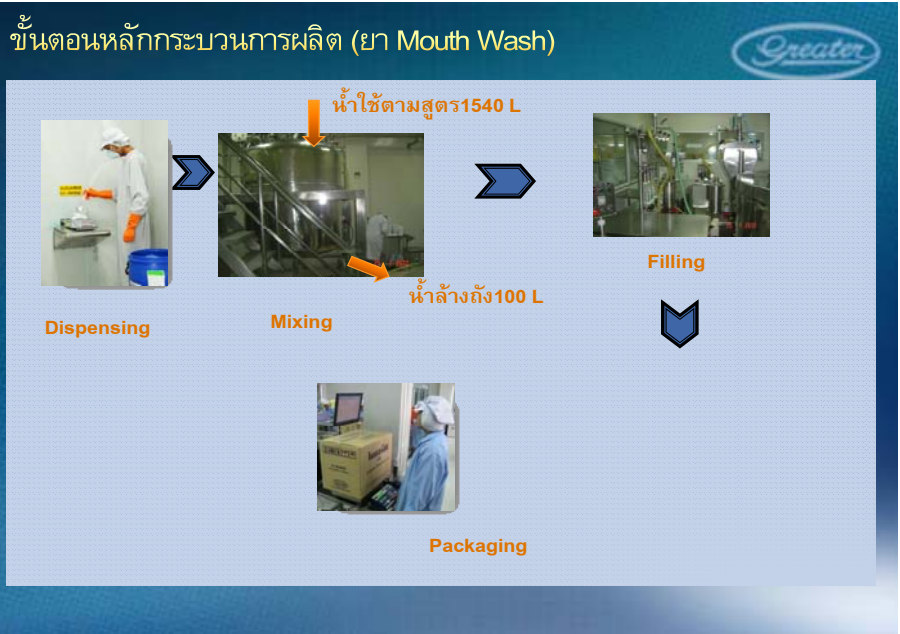 ขั้นตอนหลักกระบวนการผลิต (ยา Mouth Wash)
Greater
น้ำใช้ตามสูตร1540 L
น้ำล้างถัง100 L
Filling
Dispensing
Mixing
Packaging